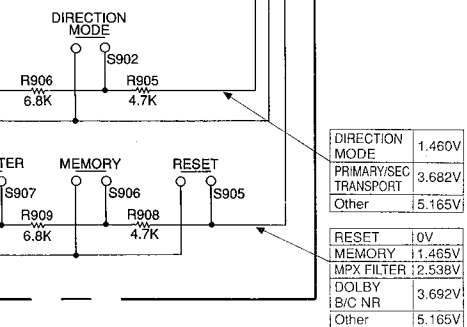 DIRECTION
MODE
S902
R906
6.8K
R905
4.7K
TER
MEMORY
RESET
S907
S906
S905
R909
6.8K
R908
4.7K
DIRECTION MODE 1.460V
PRIMARY/SEC TRANSPORT 3.682V
Other 5.165V
RESET 0V
MEMORY 1.465V
MPX FILTER 2.538V
DOLBY B/C NR 3.692V
Other 5.165V